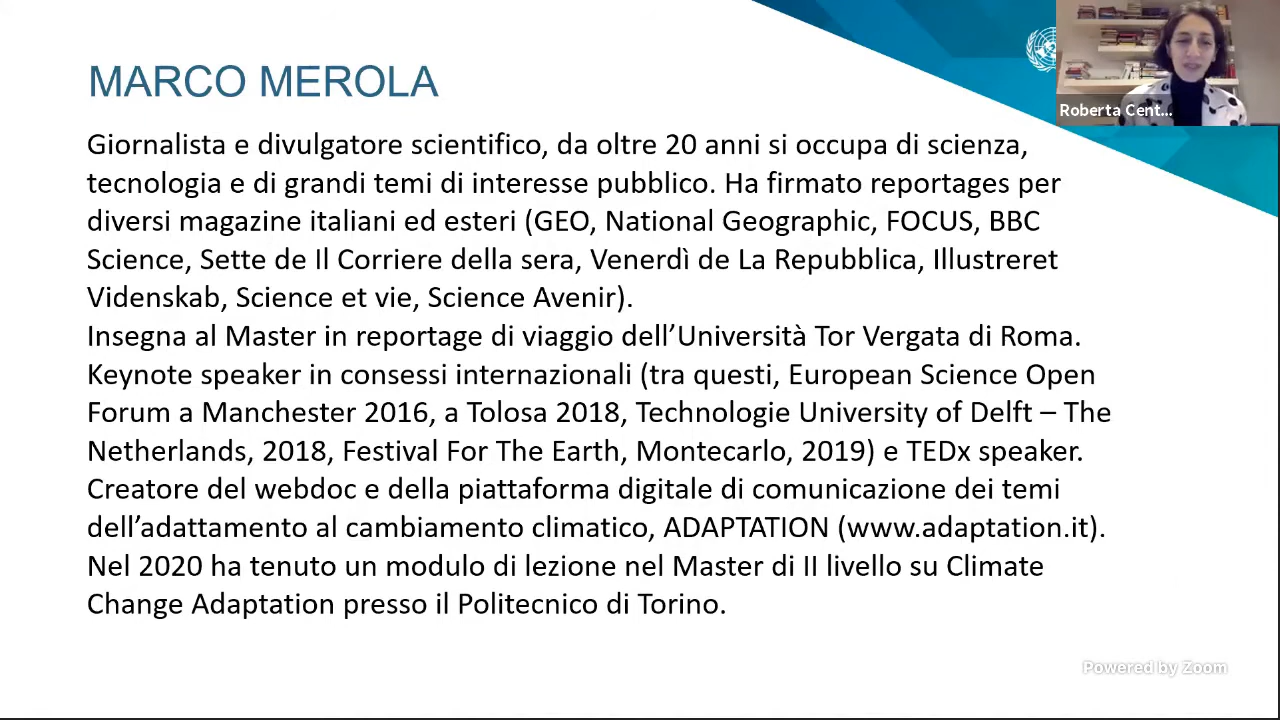 MARCO MEROLA
Roberta Cent...
Giornalista e divulgatore scientifico, da oltre 20 anni si occupa di scienza,
tecnologia e di grandi temi di interesse pubblico. Ha firmato reportages per
diversi magazine italiani ed esteri (GEO, National Geographic, FOCUS, BBC
Science, Sette de Il Corriere della sera, Venerdì de La Repubblica, Illustreret
Videnskab, Science et vie, Science Avenir).
Insegna al Master in reportage di viaggio dell’Università Tor Vergata di Roma.
Keynote speaker in consessi internazionali (tra questi, European Science Open
Forum a Manchester 2016, a Tolosa 2018, Technologie University of Delft – The
Netherlands, 2018, Festival For The Earth, Montecarlo, 2019) e TEDx speaker.
Creatore del webdoc e della piattaforma digitale di comunicazione dei temi
dell’adattamento al cambiamento climatico, ADAPTATION (www.adaptation.it).
Nel 2020 ha tenuto un modulo di lezione nel Master di II livello su Climate
Change Adaptation presso il Politecnico di Torino.
Powered by Zoom